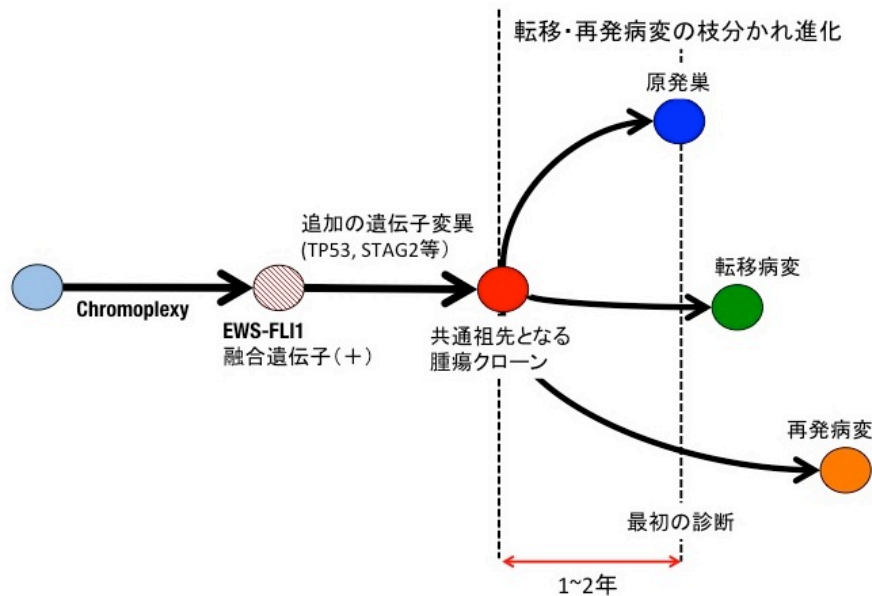 転移・再発病変の枝分かれ進化
原発巣
追加の遺伝子変異
(TP53, STAG2等)
転移病変
Chromoplexy
EWS-FLI1
融合遺伝子(+)
共通祖先となる
腫瘍クローン
再発病変
最初の診断
1~2年